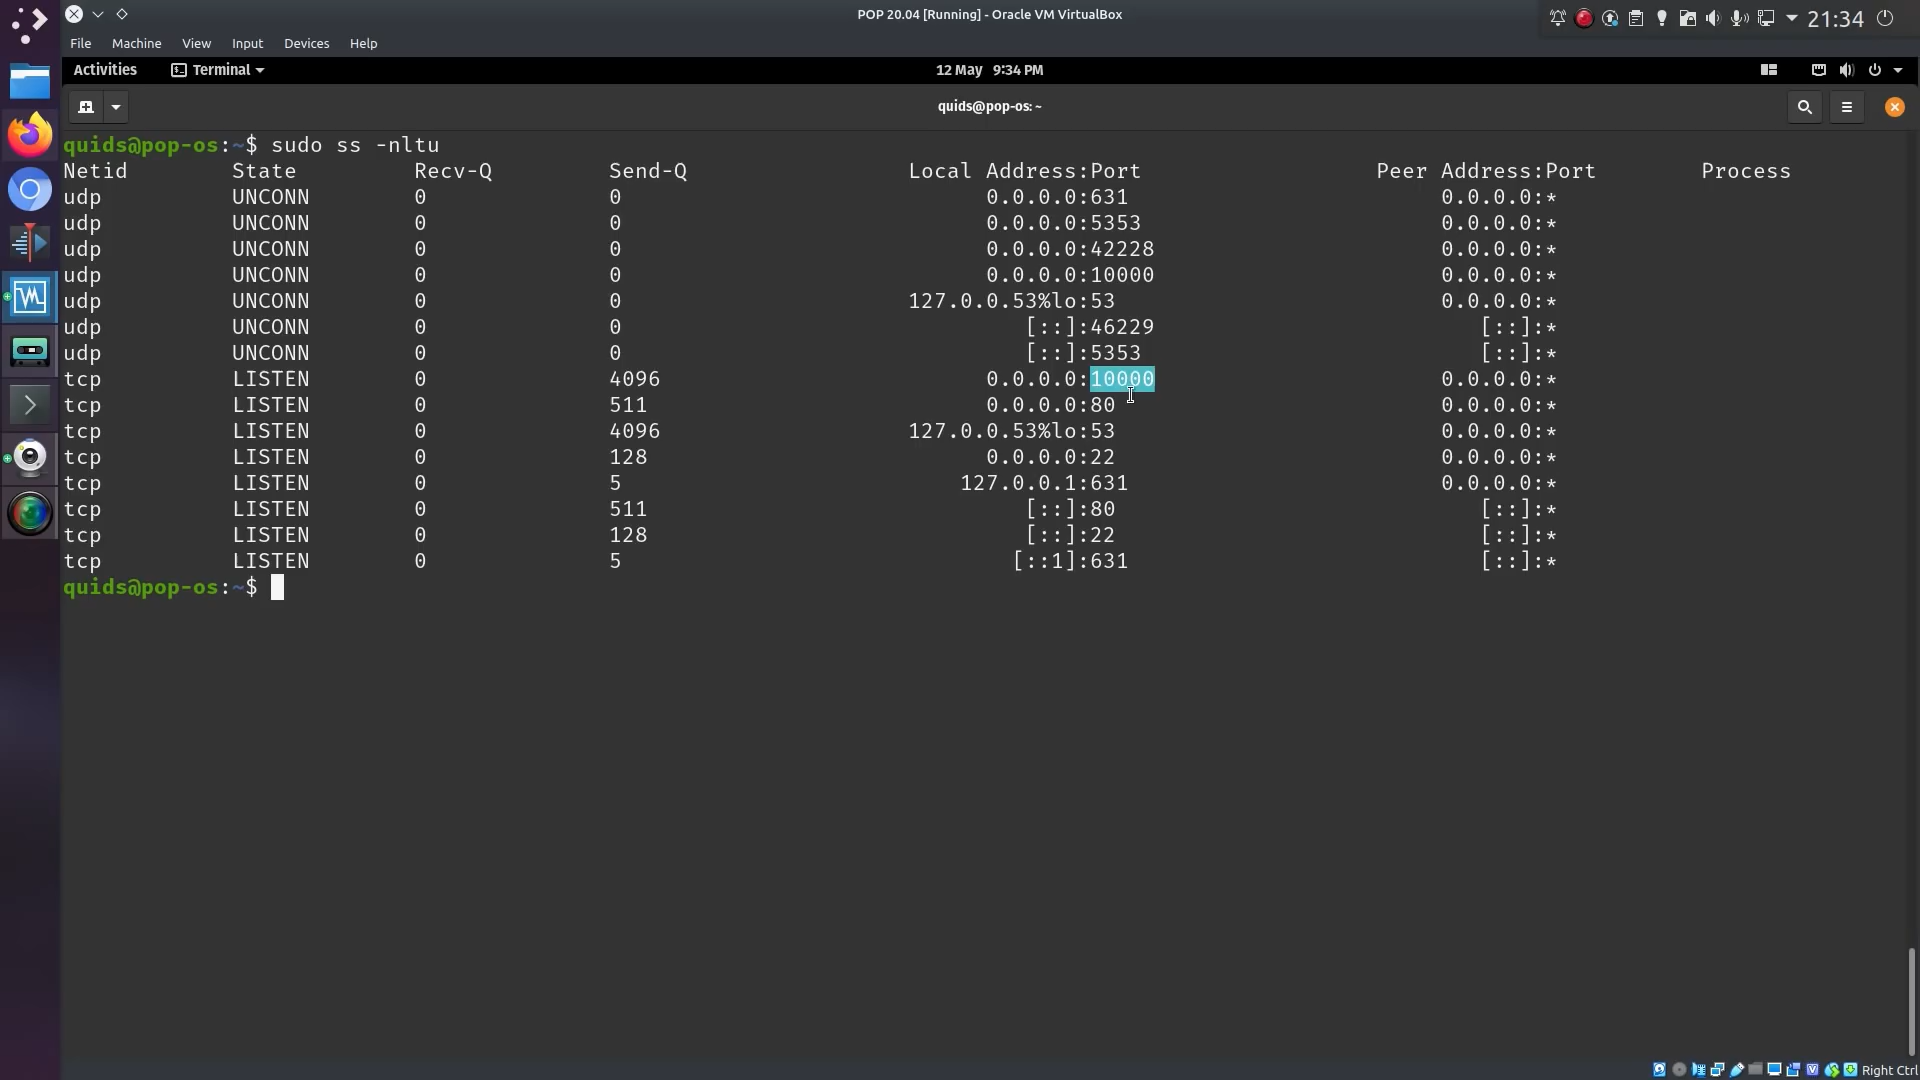 POP 20.04 [Running] - Oracle VM VirtualBox
21:34
File Machine View Input Devices Help
Activities Terminal 12 May 9:34 PM
quids@pop-os: ~
quids@pop-os:~$ sudo ss -nltu
Netid State Recv-Q Send-Q Local Address:Port Peer Address:Port Process
udp UNCONN 0 0 0.0.0.0:631 0.0.0.0:*
udp UNCONN 0 0 0.0.0.0:5353 0.0.0.0:*
udp UNCONN 0 0 0.0.0.0:42228 0.0.0.0:*
udp UNCONN 0 0 0.0.0.0:10000 0.0.0.0:*
udp UNCONN 0 0 127.0.0.53%lo:53 0.0.0.0:*
udp UNCONN 0 0 [::]:46229 [::]:*
udp UNCONN 0 0 [::]:5353 [::]:*
tcp LISTEN 0 4096 0.0.0.0:10000 0.0.0.0:*
tcp LISTEN 0 511 0.0.0.0:80 0.0.0.0:*
tcp LISTEN 0 4096 127.0.0.53%lo:53 0.0.0.0:*
tcp LISTEN 0 128 0.0.0.0:22 0.0.0.0:*
tcp LISTEN 0 5 127.0.0.1:631 0.0.0.0:*
tcp LISTEN 0 511 [::]:80 [::]:*
tcp LISTEN 0 128 [::]:22 [::]:*
tcp LISTEN 0 5 [::1]:631 [::]:*
quids@pop-os:~$
Right Ctrl